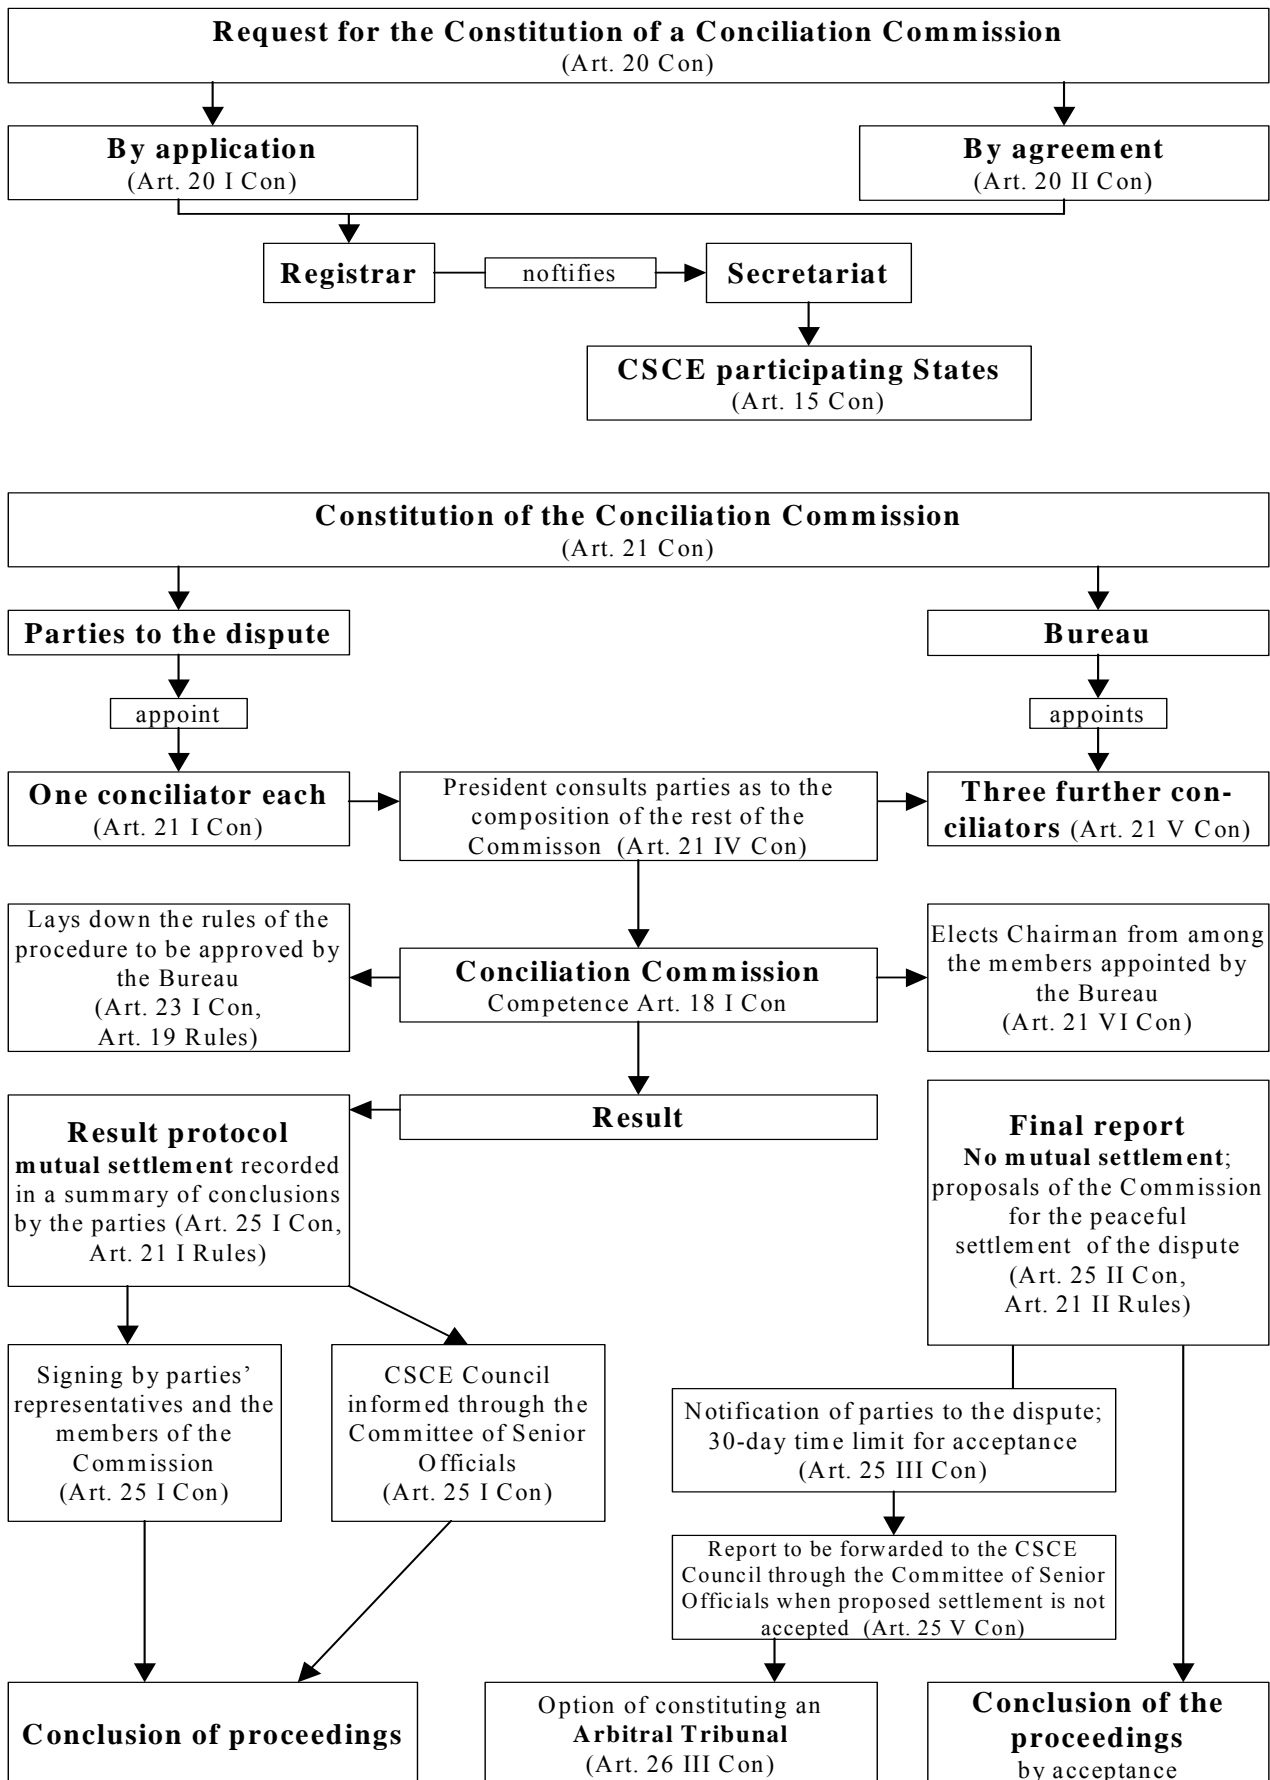 Request for the Constitution of a Conciliation Commission
(Art. 20 Con)
By application
(Art. 20 I Con)
By agreement
(Art. 20 II Con)
Registrar
noftifies
Secretariat
CSCE participating States
(Art. 15 Con)
Constitution of the Conciliation Commission
(Art. 21 Con)
Parties to the dispute
Bureau
appoint
appoints
One conciliator each
(Art. 21 I Con)
President consults parties as to the
composition of the rest of the
Commisson (Art. 21 IV Con)
Three further con-
ciliators (Art. 21 V Con)
Lays down the rules of the
procedure to be approved by
the Bureau
(Art. 23 I Con,
Art. 19 Rules)
Conciliation Commission
Competence Art. 18 I Con
Elects Chairman from among
the members appointed by
the Bureau
(Art. 21 VI Con)
Result protocol
mutual settlement recorded
in a summary of conclusions
by the parties (Art. 25 I Con,
Art. 21 I Rules)
Result
Final report
No mutual settlement;
proposals of the Commission
for the peaceful
settlement of the dispute
(Art. 25 II Con,
Art. 21 II Rules)
Signing by parties’
representatives and the
members of the
Commission
(Art. 25 I Con)
CSCE Council
informed through the
Committee of Senior
Officials
(Art. 25 I Con)
Notification of parties to the dispute;
30-day time limit for acceptance
(Art. 25 III Con)
Report to be forwarded to the CSCE
Council through the Committee of Senior
Officials when proposed settlement is not
accepted (Art. 25 V Con)
Conclusion of proceedings
Option of constituting an
Arbitral Tribunal
(Art. 26 III Con)
Conclusion of the
proceedings
by acceptance